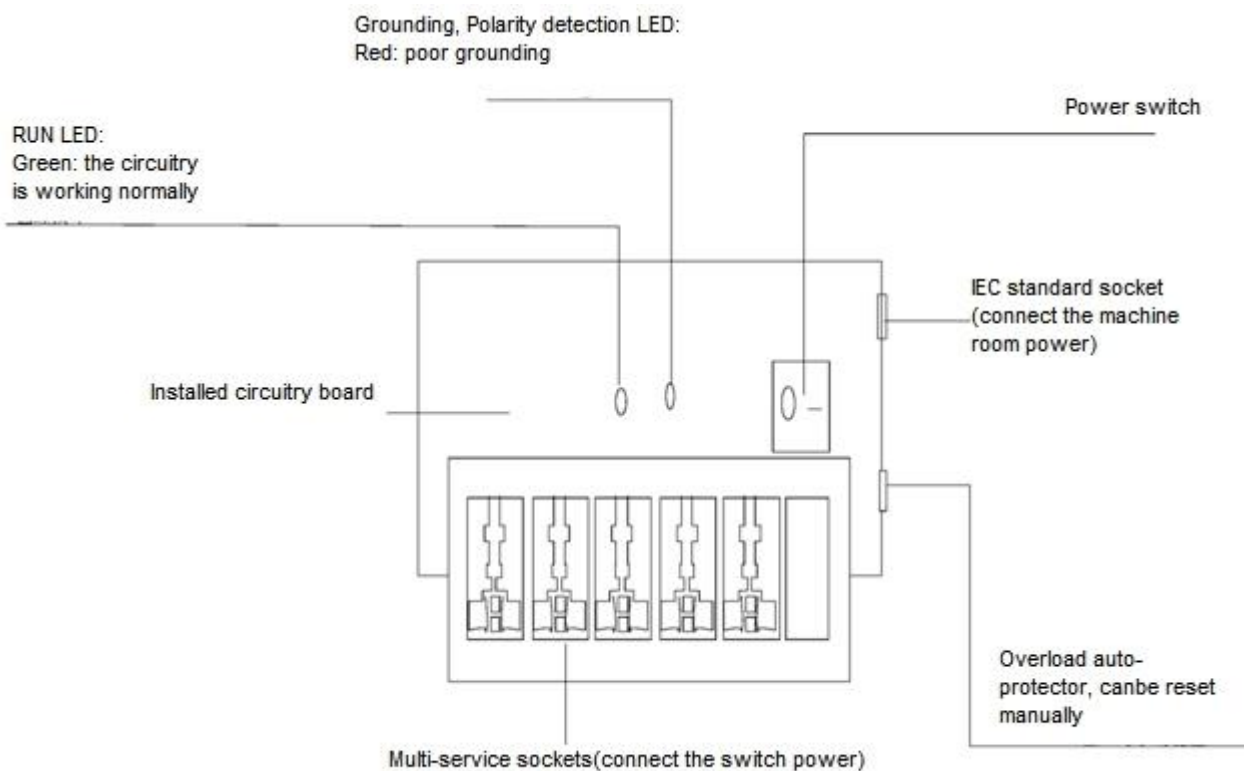 Grounding, Polarity detection LED:
Red: poor grounding
Power switch
RUN LED:
Green: the circuitry
is working normally
IEC standard socket
(connect the machine
room power)
Installed circuitry board
Overload auto-
protector, canbe reset
manually
Multi-service sockets(connect the switch power)